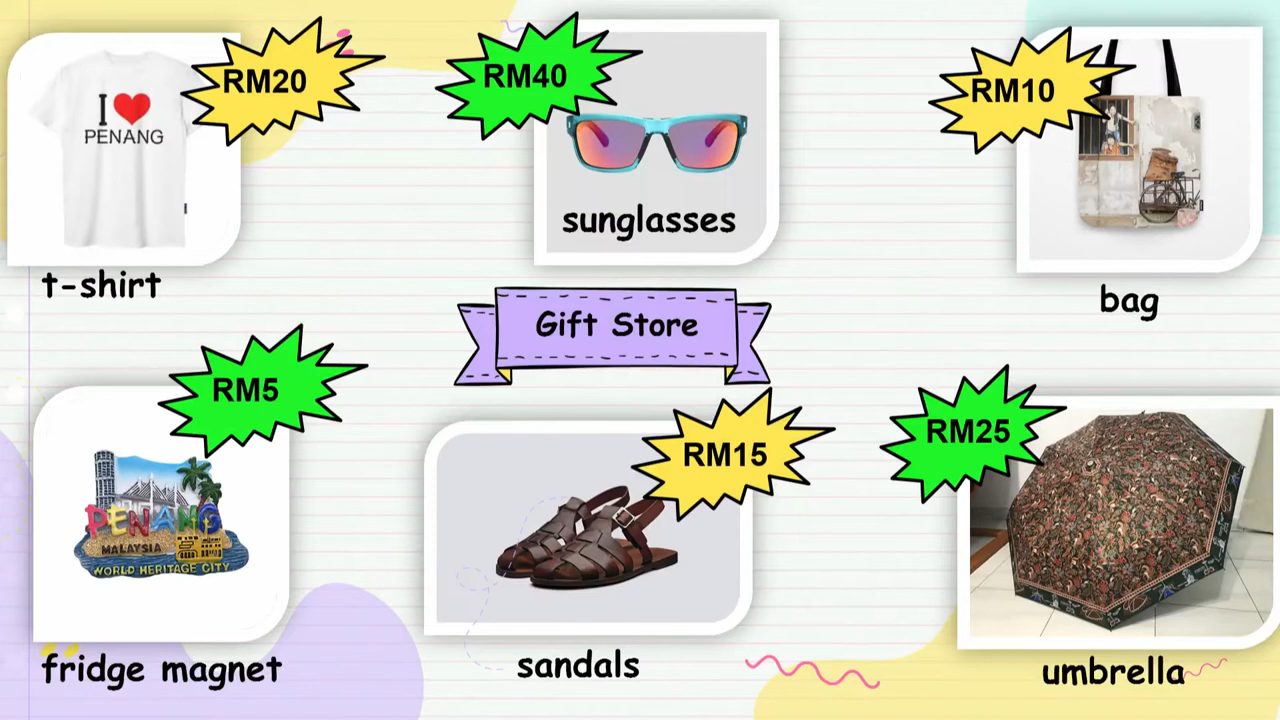 RM20
I ❤ PENANG
t-shirt
RM40
sunglasses
RM10
bag
Gift Store
RM5
PENANG
MALAYSIA
WORLD HERITAGE CITY
fridge magnet
RM15
sandals
RM25
umbrella